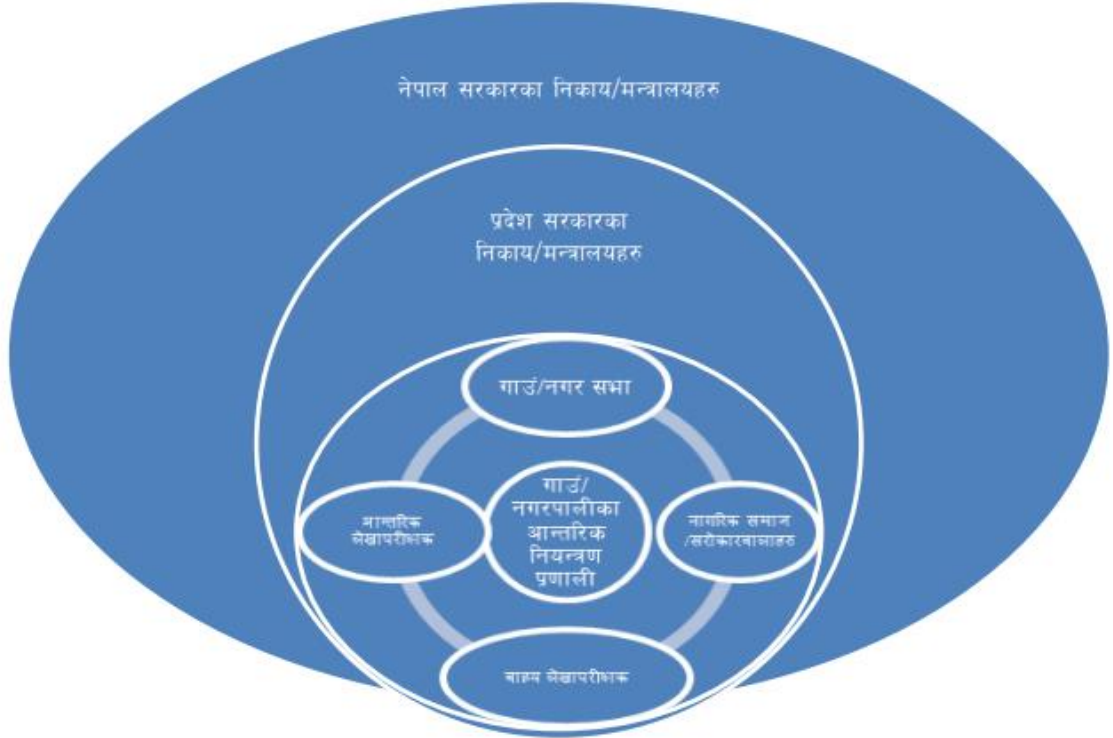 नेपाल सरकारका निकाय/मन्त्रालयहरु
प्रदेश सरकारका
निकाय/मन्त्रालयहरु
गाउं/नगर सभा
आन्तरिक
लेखापरीक्षक
गाउं/
नगरपालीका
आन्तरिक
नियन्त्रण
प्रणाली
नागरिक समाज
/सरोकारवालाहरु
बाह्य लेखापरीक्षक